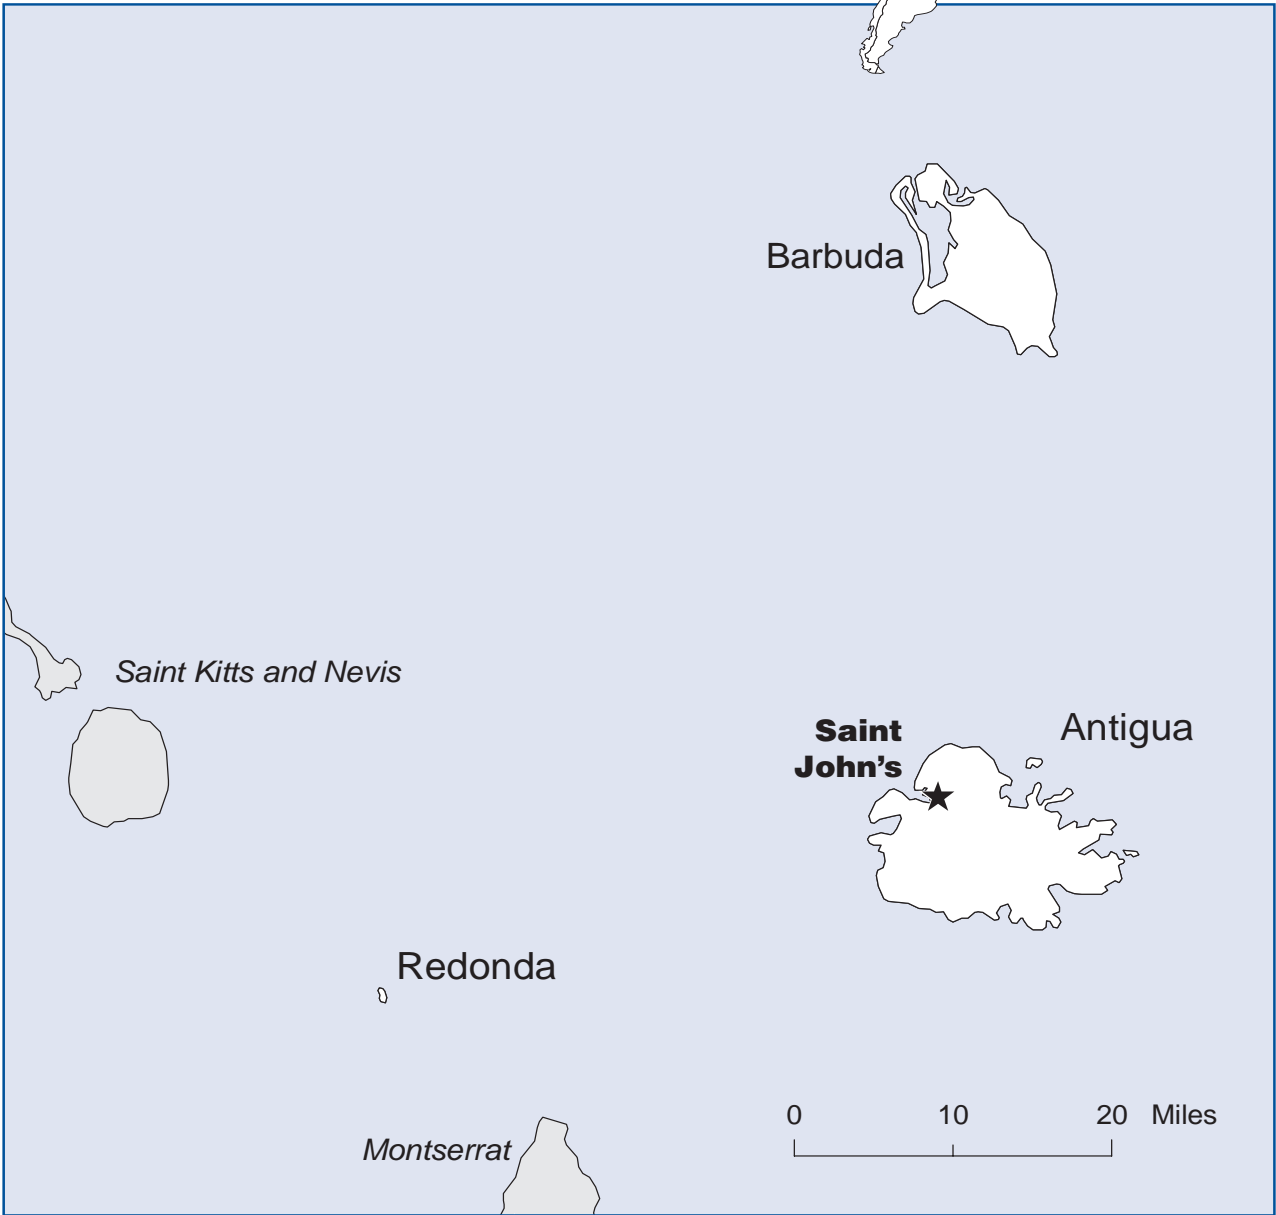 Barbuda
Saint Kitts and Nevis
Antigua
Saint
John's
Redonda
0 10 20 Miles
Montserrat